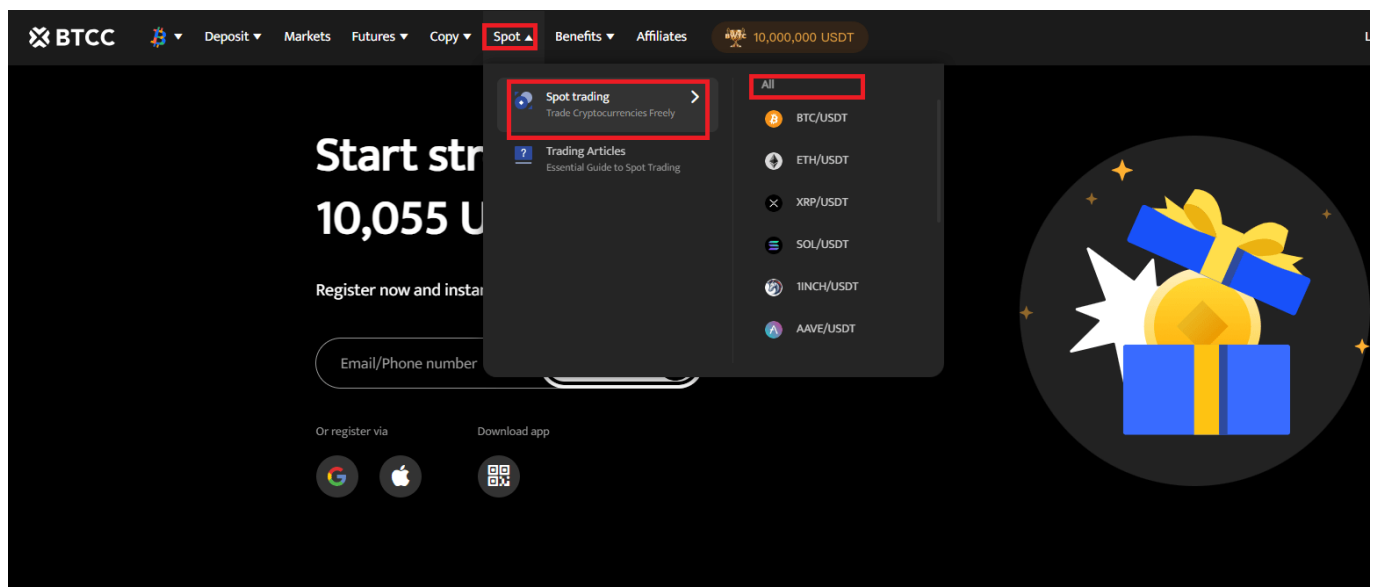 BTCC
Deposit
Markets
Futures
Copy
Spot
Benefits
Affiliates
10,000,000 USDT
Spot trading
Trade Cryptocurrencies Freely
Trading Articles
Essential Guide to Spot Trading
All
BTC/USDT
ETH/USDT
XRP/USDT
SOL/USDT
1INCH/USDT
AAVE/USDT
Start str
10,055 U
Register now and instan
Email/Phone number
Or register via
Download app